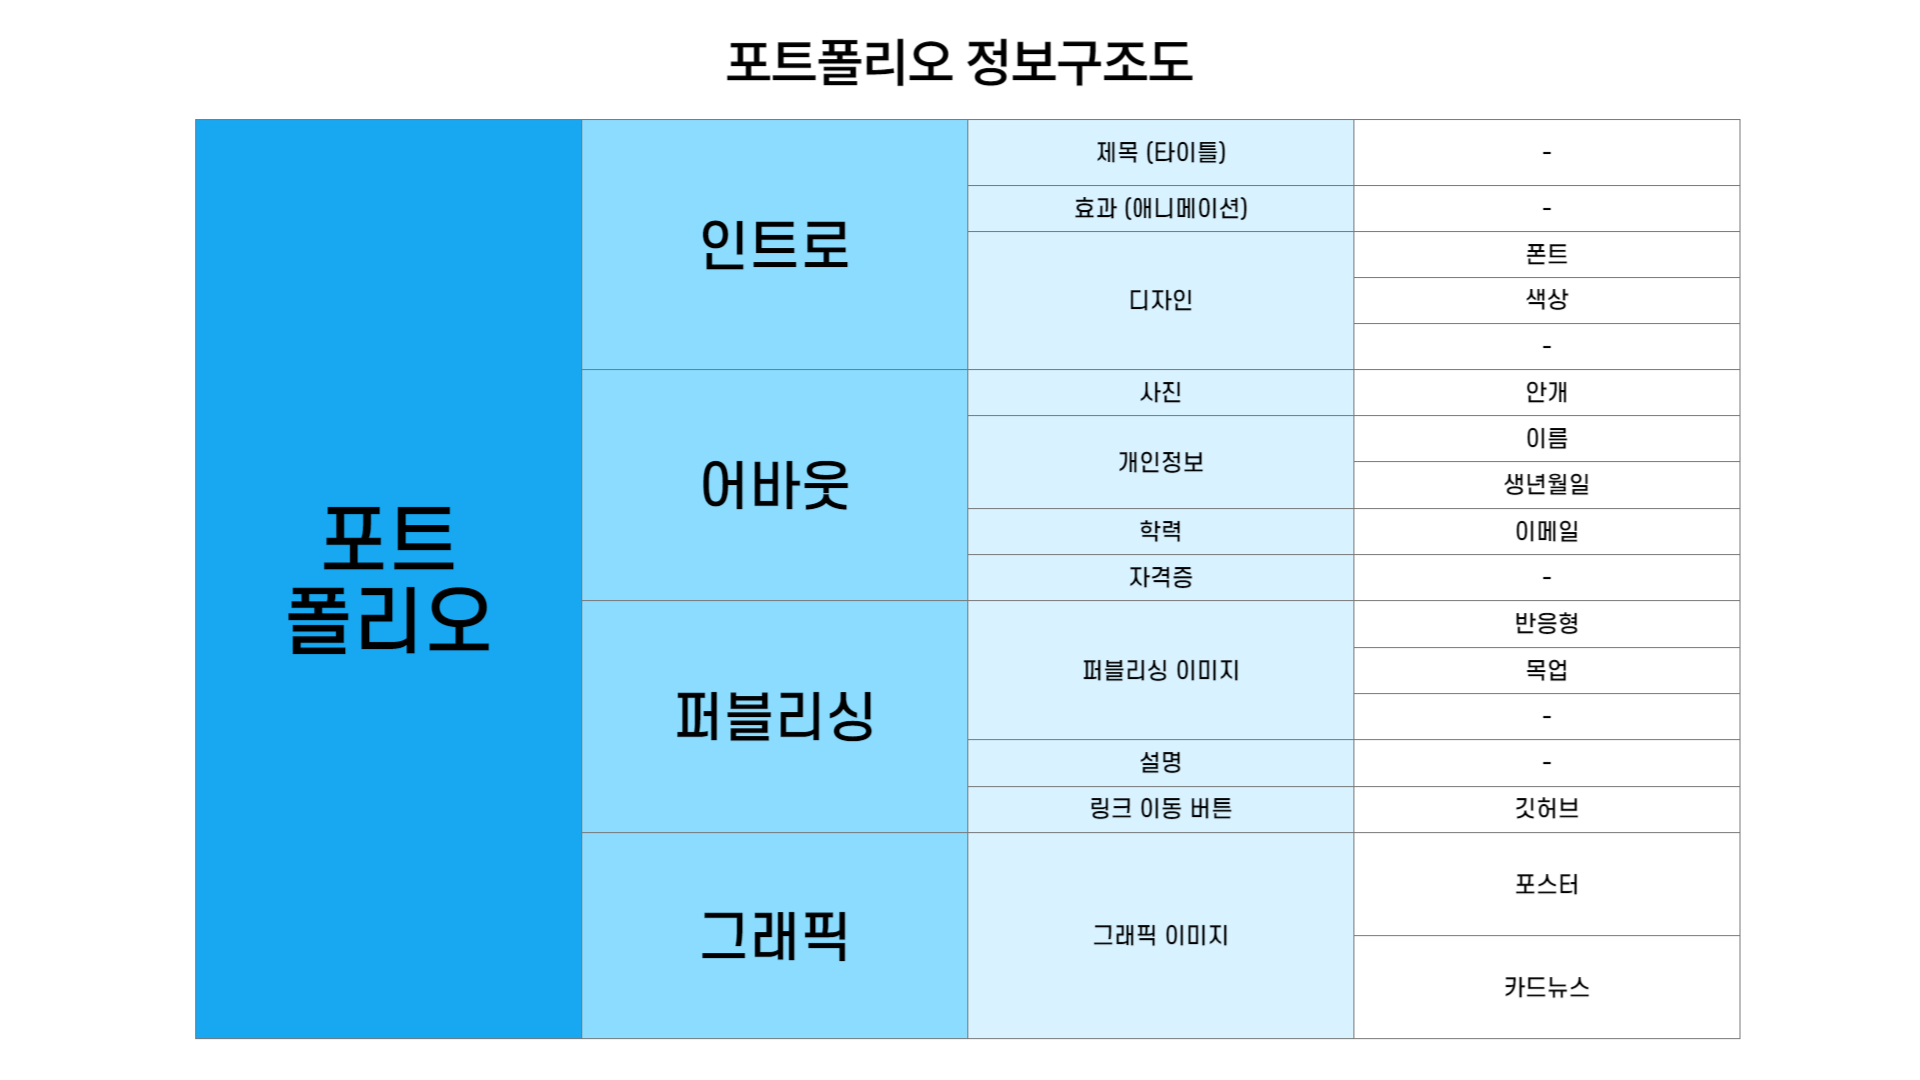 포트폴리오 정보구조도
포트
폴리오
인트로
제목 (타이틀)
-
효과 (애니메이션)
-
디자인
폰트
색상
-
어바웃
사진
안개
개인정보
이름
생년월일
학력
이메일
자격증
-
퍼블리싱
퍼블리싱 이미지
반응형
목업
-
설명
-
링크 이동 버튼
깃허브
그래픽
그래픽 이미지
포스터
카드뉴스